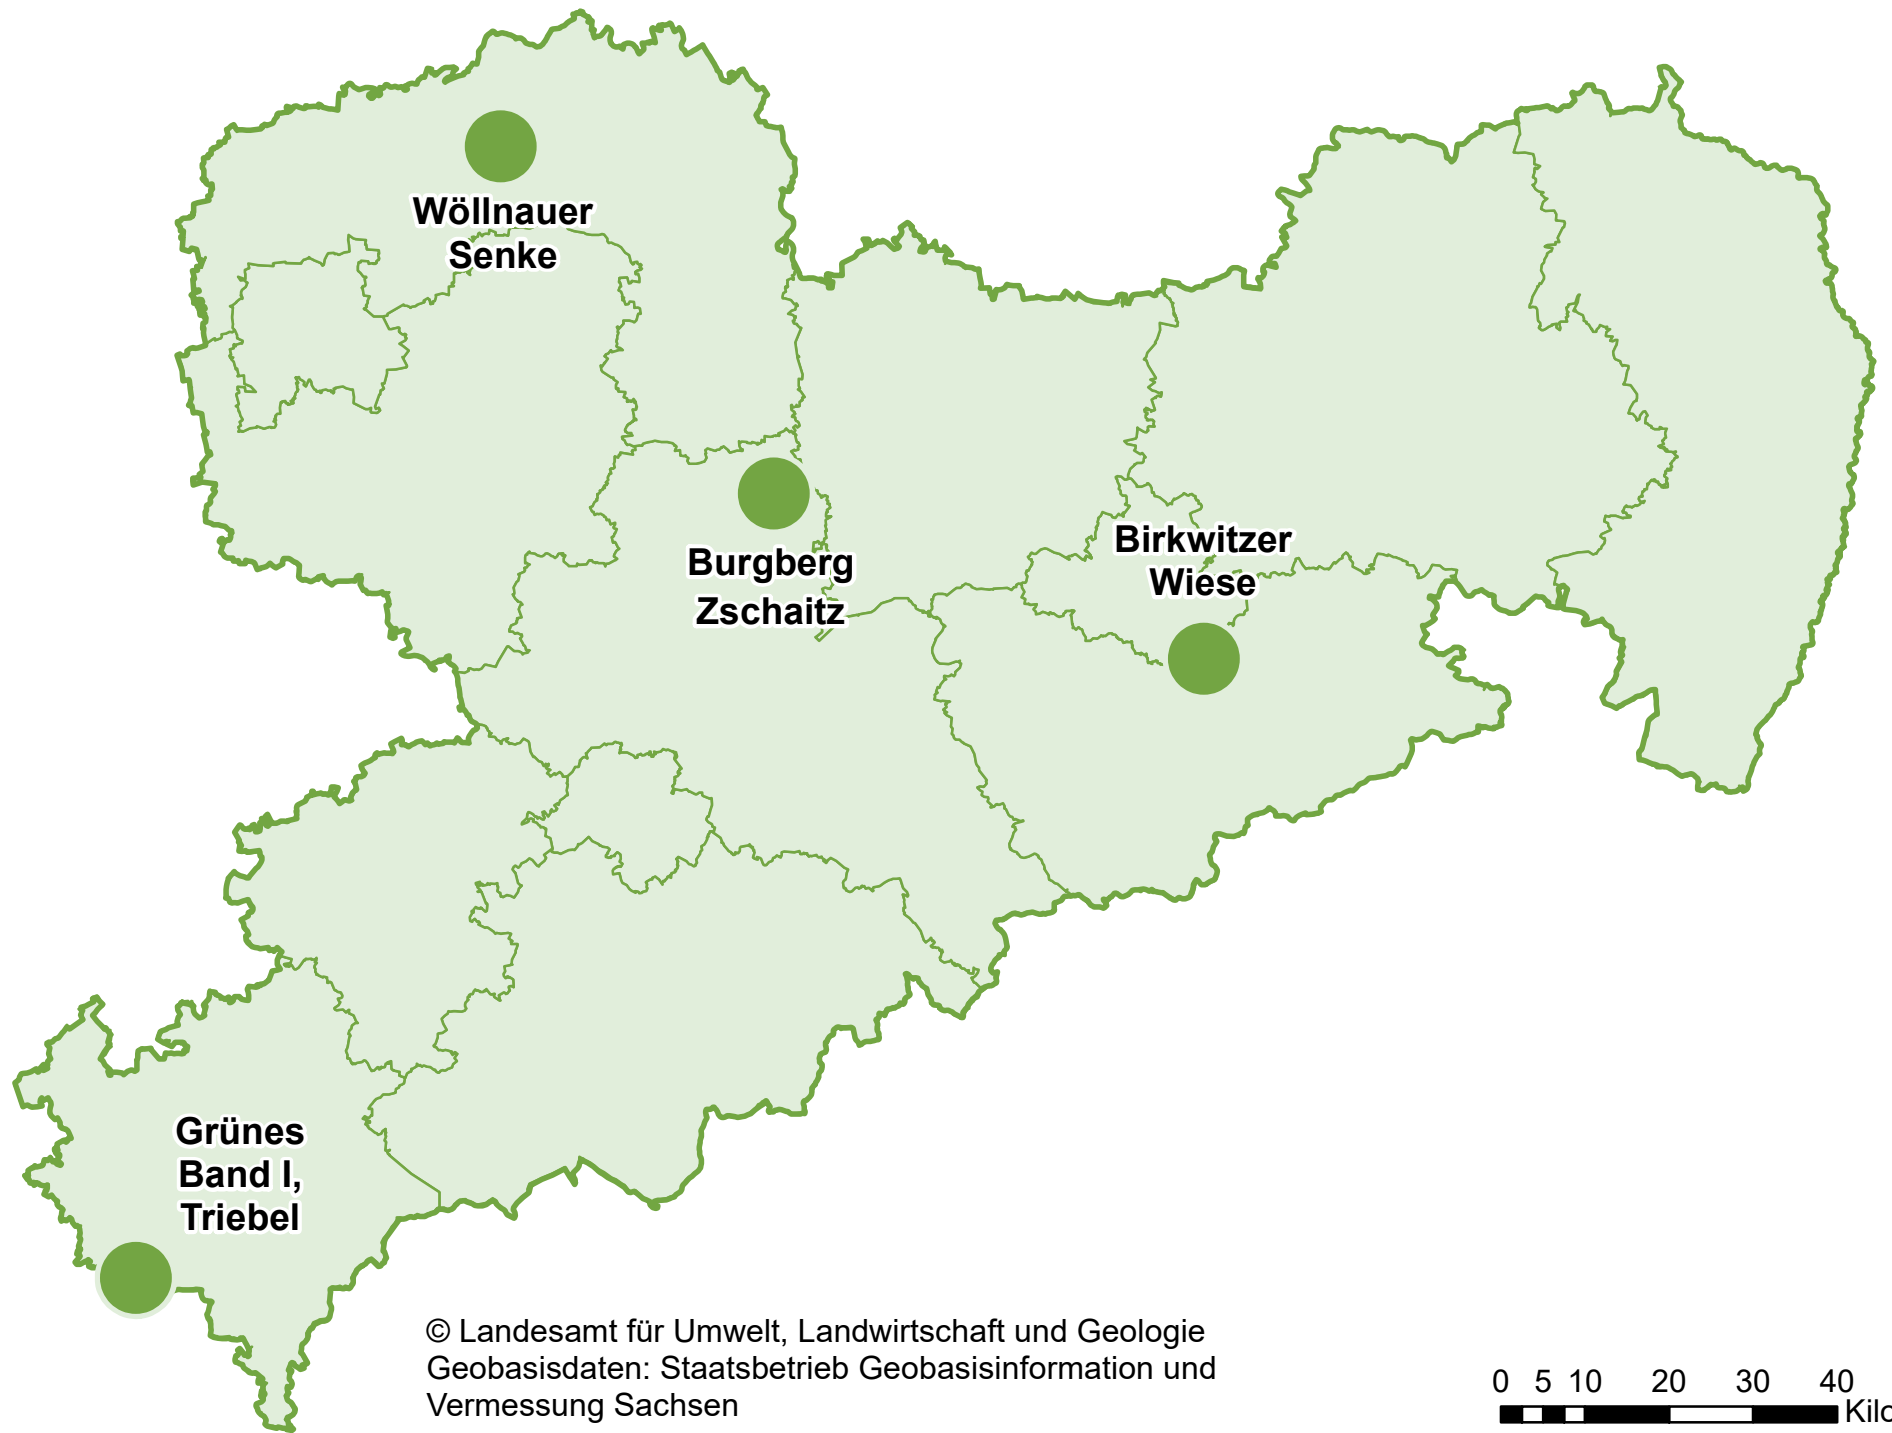 Wöllnauer
Senke
Burgberg
Zschaitz
Birkwitzer
Wiese
Grünes
Band I,
Triebel
© Landesamt für Umwelt, Landwirtschaft und Geologie
Geobasisdaten: Staatsbetrieb Geobasisinformation und
Vermessung Sachsen
0 5 10 20 30 40
Kilo